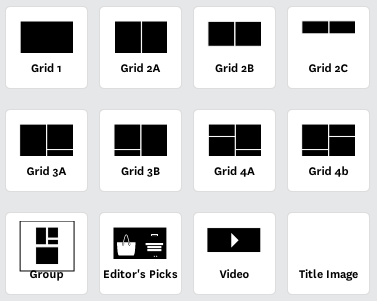 Grid 1
Grid 2A
Grid 2B
Grid 2C
Grid 3A
Grid 3B
Grid 4A
Grid 4b
Group
Editor's Picks
Video
Title Image